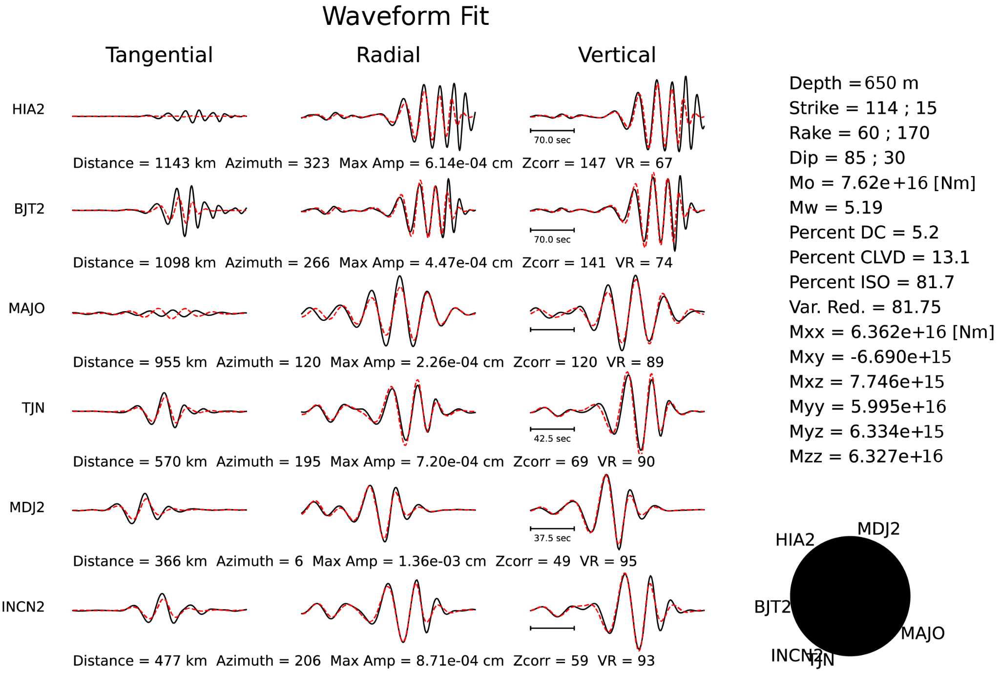 Waveform Fit
Tangential Radial Vertical
HIA2
70.0 sec
Distance = 1143 km Azimuth = 323 Max Amp = 6.14e-04 cm Zcorr = 147 VR = 67
BJT2
70.0 sec
Distance = 1098 km Azimuth = 266 Max Amp = 4.47e-04 cm Zcorr = 141 VR = 74
MAJO
Distance = 955 km Azimuth = 120 Max Amp = 2.26e-04 cm Zcorr = 120 VR = 89
TJN
42.5 sec
Distance = 570 km Azimuth = 195 Max Amp = 7.20e-04 cm Zcorr = 69 VR = 90
MDJ2
37.5 sec
Distance = 366 km Azimuth = 6 Max Amp = 1.36e-03 cm Zcorr = 49 VR = 95
INCN2
Distance = 477 km Azimuth = 206 Max Amp = 8.71e-04 cm Zcorr = 59 VR = 93
Depth = 650 m
Strike = 114 ; 15
Rake = 60 ; 170
Dip = 85 ; 30
Mo = 7.62e+16 [Nm]
Mw = 5.19
Percent DC = 5.2
Percent CLVD = 13.1
Percent ISO = 81.7
Var. Red. = 81.75
Mxx = 6.362e+16 [Nm]
Mxy = -6.690e+15
Mxz = 7.746e+15
Myy = 5.995e+16
Myz = 6.334e+15
Mzz = 6.327e+16
MDJ2
HIA2
BJT2
MAJO
INCN2
TJN